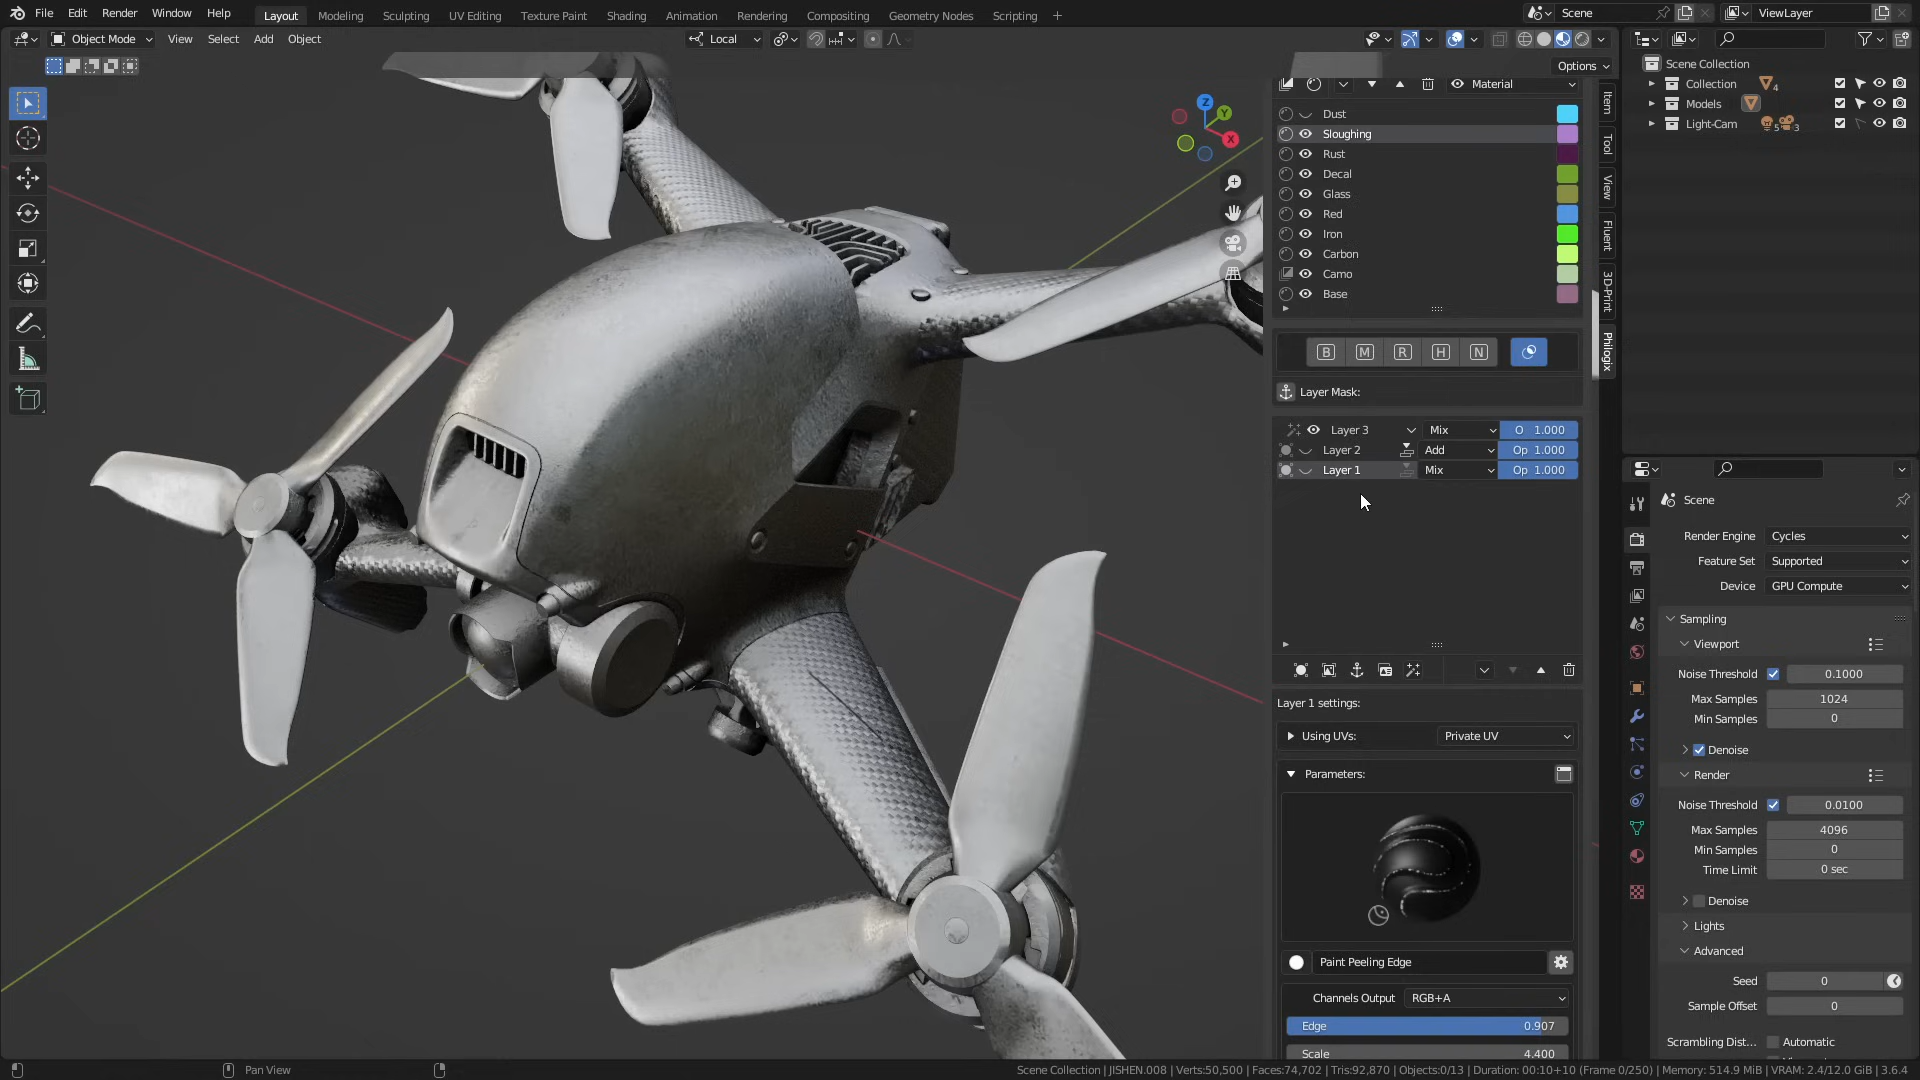 File Edit Render Window Help Layout Modeling Sculpting UV Editing Texture Paint Shading Animation Rendering Compositing Geometry Nodes Scripting Scene ViewLayer
Object Mode View Select Add Object Local
Options
Scene Collection
Collection 4
Models
Light-Cam 5 3
Z
Y
X
Material
Dust
Sloughing
Rust
Decal
Glass
Red
Iron
Carbon
Camo
Base
B M R H N
Layer Mask:
Layer 3 Mix O 1.000
Layer 2 Add Op 1.000
Layer 1 Mix Op 1.000
Layer 1 settings:
Using UVs: Private UV
Parameters:
Paint Peeling Edge
Channels Output RGB+A
Edge 0.907
Scale 4.400
Item
Tool
View
Fluent
3D-Print
Philogix
Scene
Render Engine Cycles
Feature Set Supported
Device GPU Compute
Sampling
Viewport
Noise Threshold 0.1000
Max Samples 1024
Min Samples 0
Denoise
Render
Noise Threshold 0.0100
Max Samples 4096
Min Samples 0
Time Limit 0 sec
Denoise
Lights
Advanced
Seed 0
Sample Offset 0
Scrambling Dist... Automatic
Pan View
Scene Collection | JISHEN.008 | Verts:50,500 | Faces:74,702 | Tris:92,870 | Objects:0/13 | Duration: 00:10+10 (Frame 0/250) | Memory: 514.9 MiB | VRAM: 2.4/12.0 GiB | 3.6.4